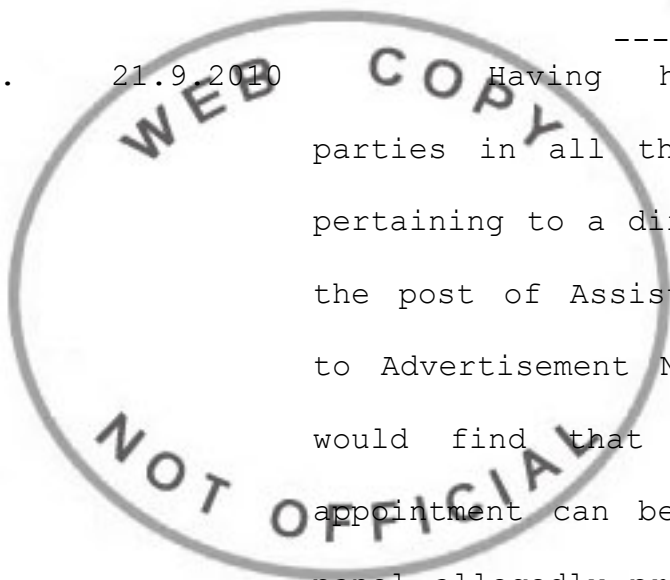 ----
. 21.9.2010 Having h
parties in all th
pertaining to a di
the post of Assis
to Advertisement N
would find that
appointment can be
allegedly
WEB COPY
NOT OFFICIAL